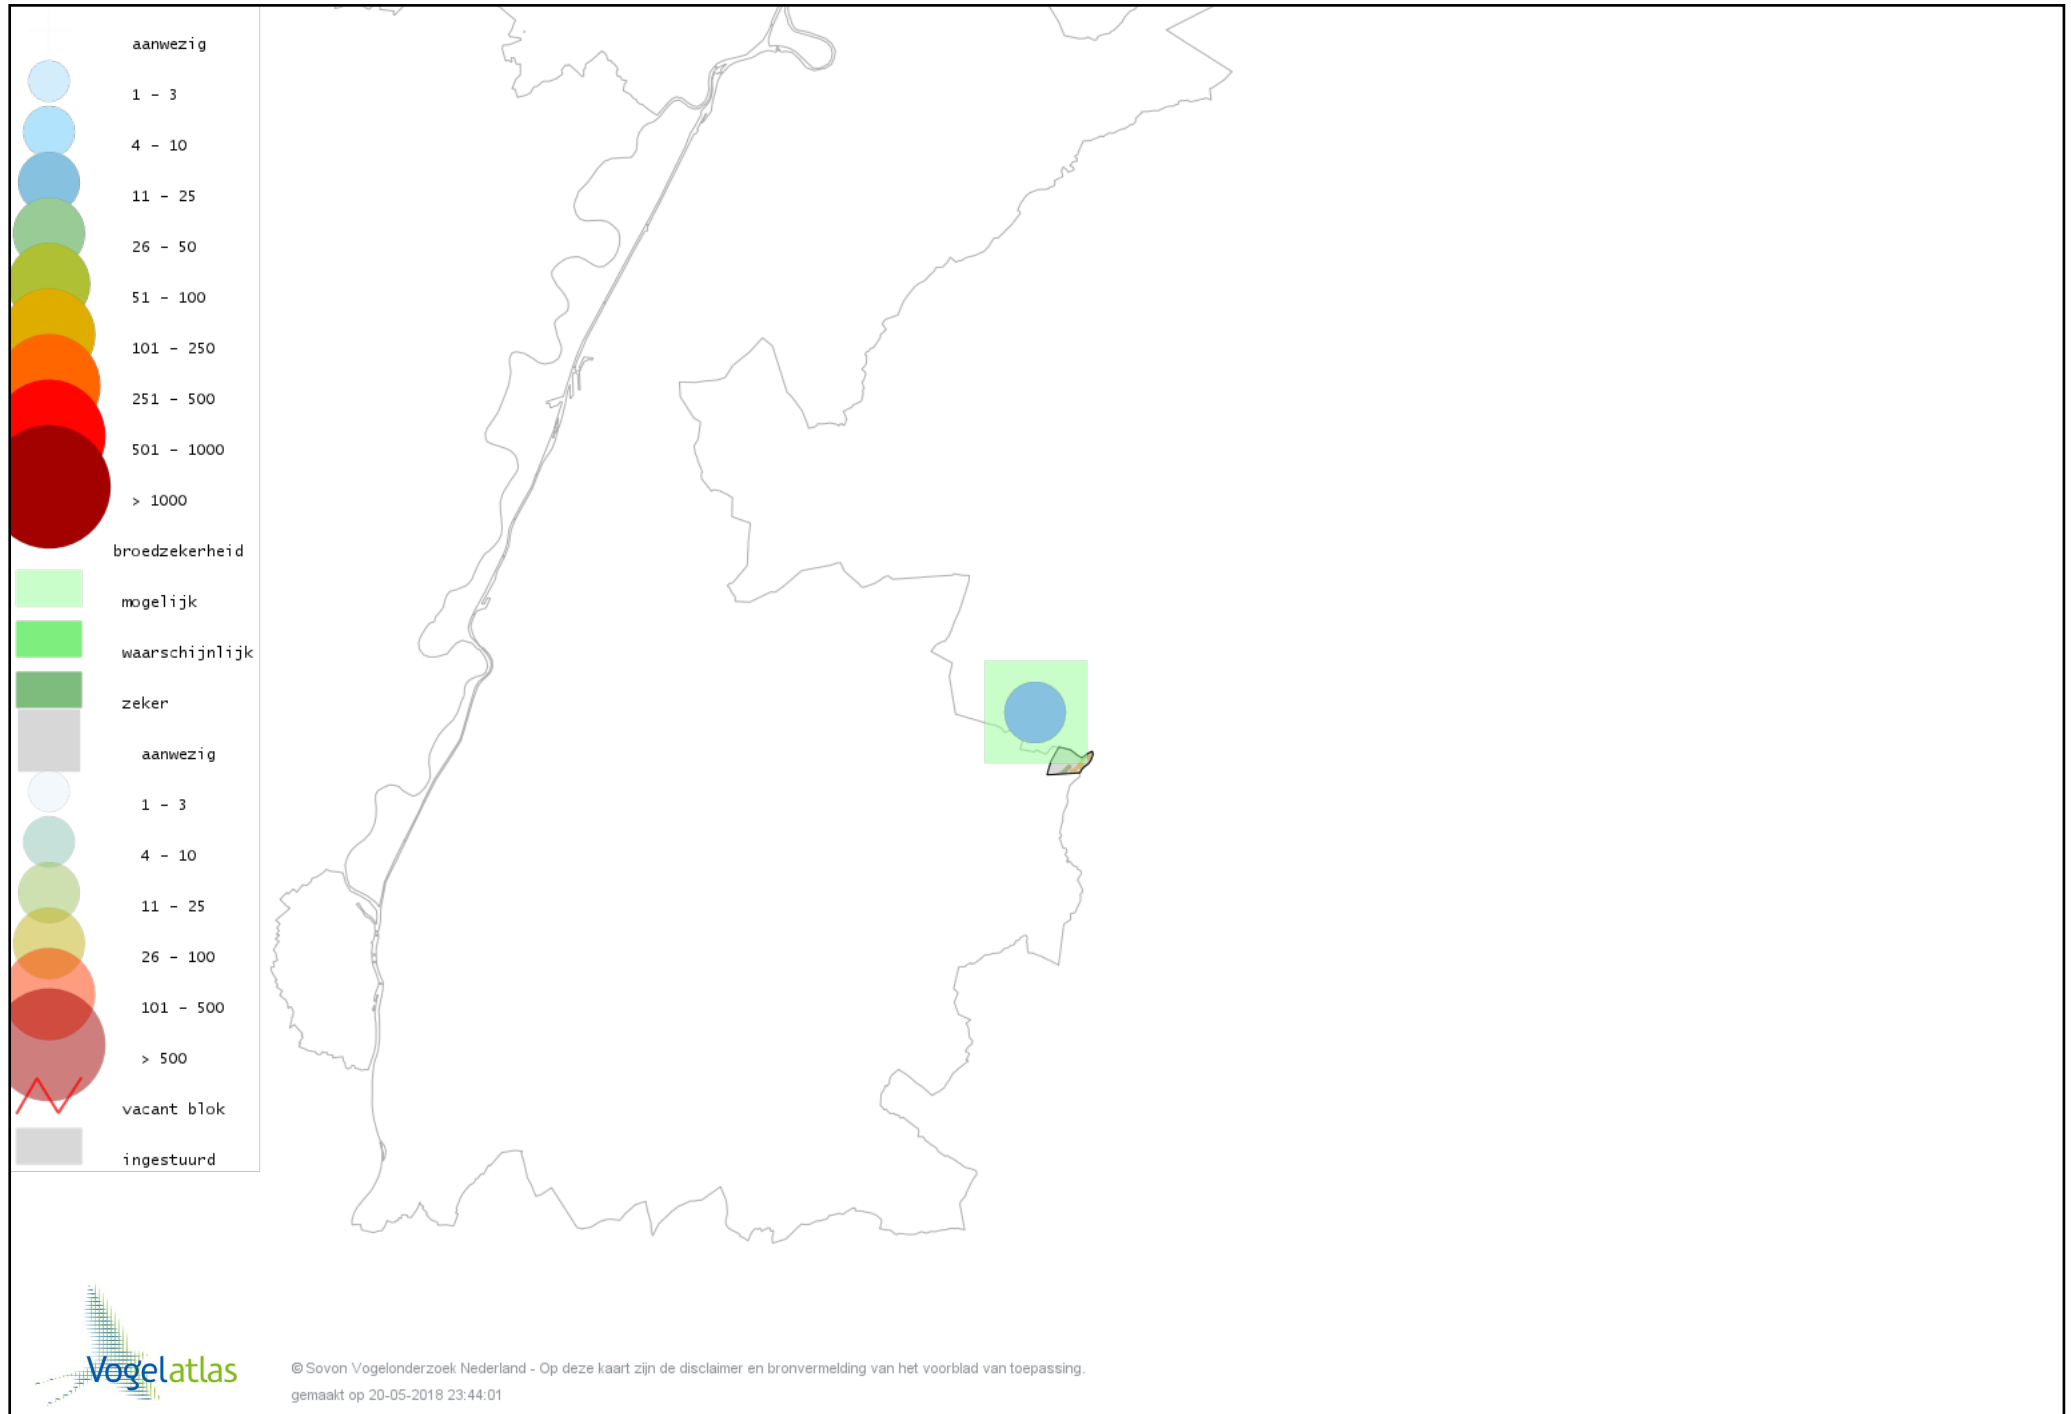 aanwezig
1 - 3
4 - 10
11 - 25
26 - 50
51 - 100
101 - 250
251 - 500
501 - 1000
> 1000
broedzekerheid
mogelijk
waarschijnlijk
zeker
aanwezig
1 - 3
4 - 10
11 - 25
26 - 100
101 - 500
> 500
vacant blok
ingestuurd
Vogelatlas
© Sovon Vogelonderzoek Nederland - Op deze kaart zijn de disclaimer en bronvermelding van het voorblad van toepassing.
gemaakt op 20-05-2018 23:44:01